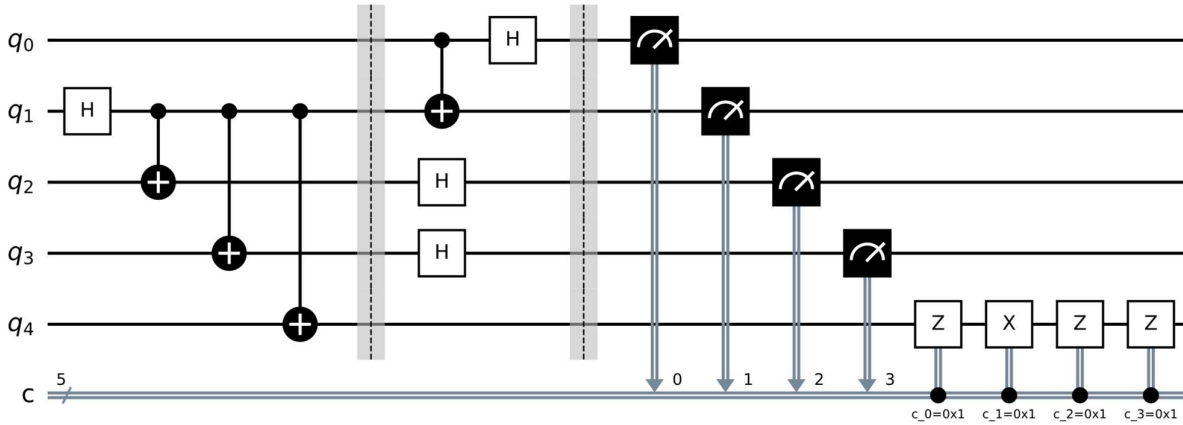 q0 H
q1 H
q2 H
q3 H
q4 Z X Z Z
c 5 0 1 2 3
c_0=0x1 c_1=0x1 c_2=0x1 c_3=0x1